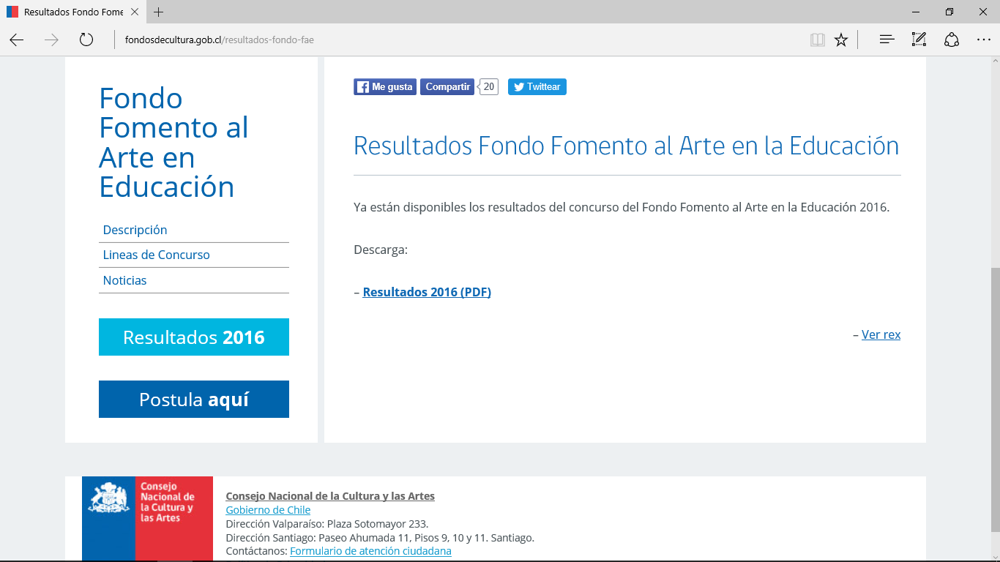 Resultados Fondo Fome
fondosdecultura.gob.cl/resultados-fondo-fae
Fondo
Fomento al
Arte en
Educación
Descripción
Lineas de Concurso
Noticias
Resultados 2016
Postula aquí
Me gusta
Compartir
20
Twittear
Resultados Fondo Fomento al Arte en la Educación
Ya están disponibles los resultados del concurso del Fondo Fomento al Arte en la Educación 2016.
Descarga:
– Resultados 2016 (PDF)
– Ver rex
Consejo
Nacional de
la Cultura y
las Artes
Consejo Nacional de la Cultura y las Artes
Gobierno de Chile
Dirección Valparaíso: Plaza Sotomayor 233.
Dirección Santiago: Paseo Ahumada 11, Pisos 9, 10 y 11. Santiago.
Contáctanos: Formulario de atención ciudadana